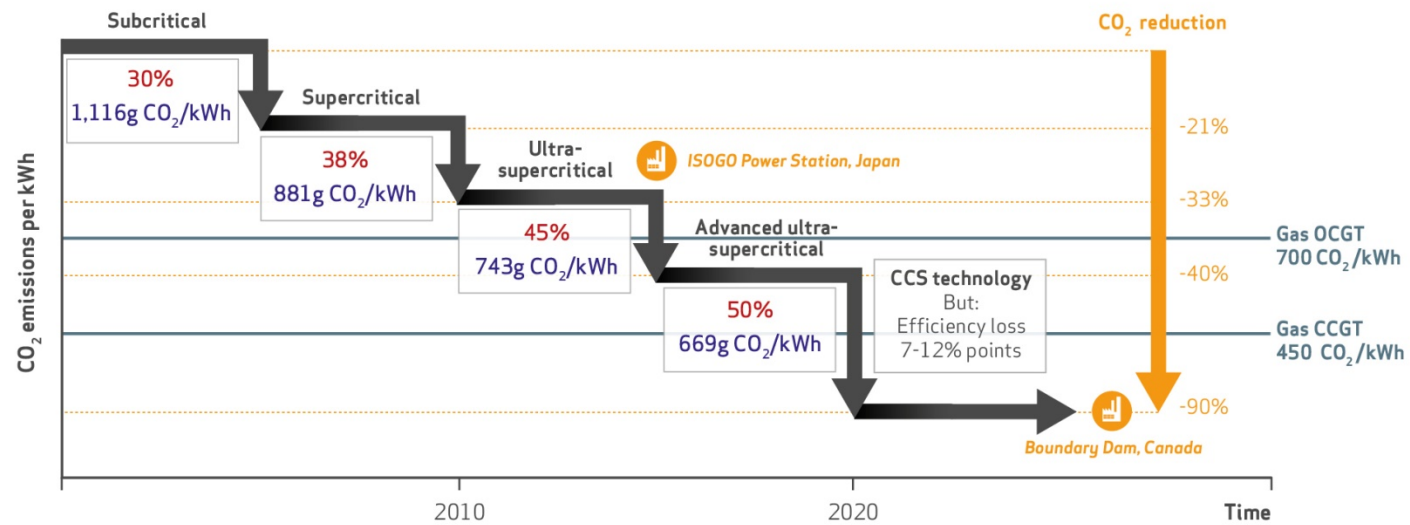 Subcritical
CO₂ reduction
30%
1,116g CO₂/kWh
Supercritical
-21%
38%
881g CO₂/kWh
Ultra-
supercritical
ISOGO Power Station, Japan
-33%
45%
743g CO₂/kWh
Advanced ultra-
supercritical
Gas OCGT
700 CO₂/kWh
-40%
CCS technology
But:
Efficiency loss
7-12% points
50%
669g CO₂/kWh
Gas CCGT
450 CO₂/kWh
-90%
Boundary Dam, Canada
CO₂ emissions per kWh
2010
2020
Time